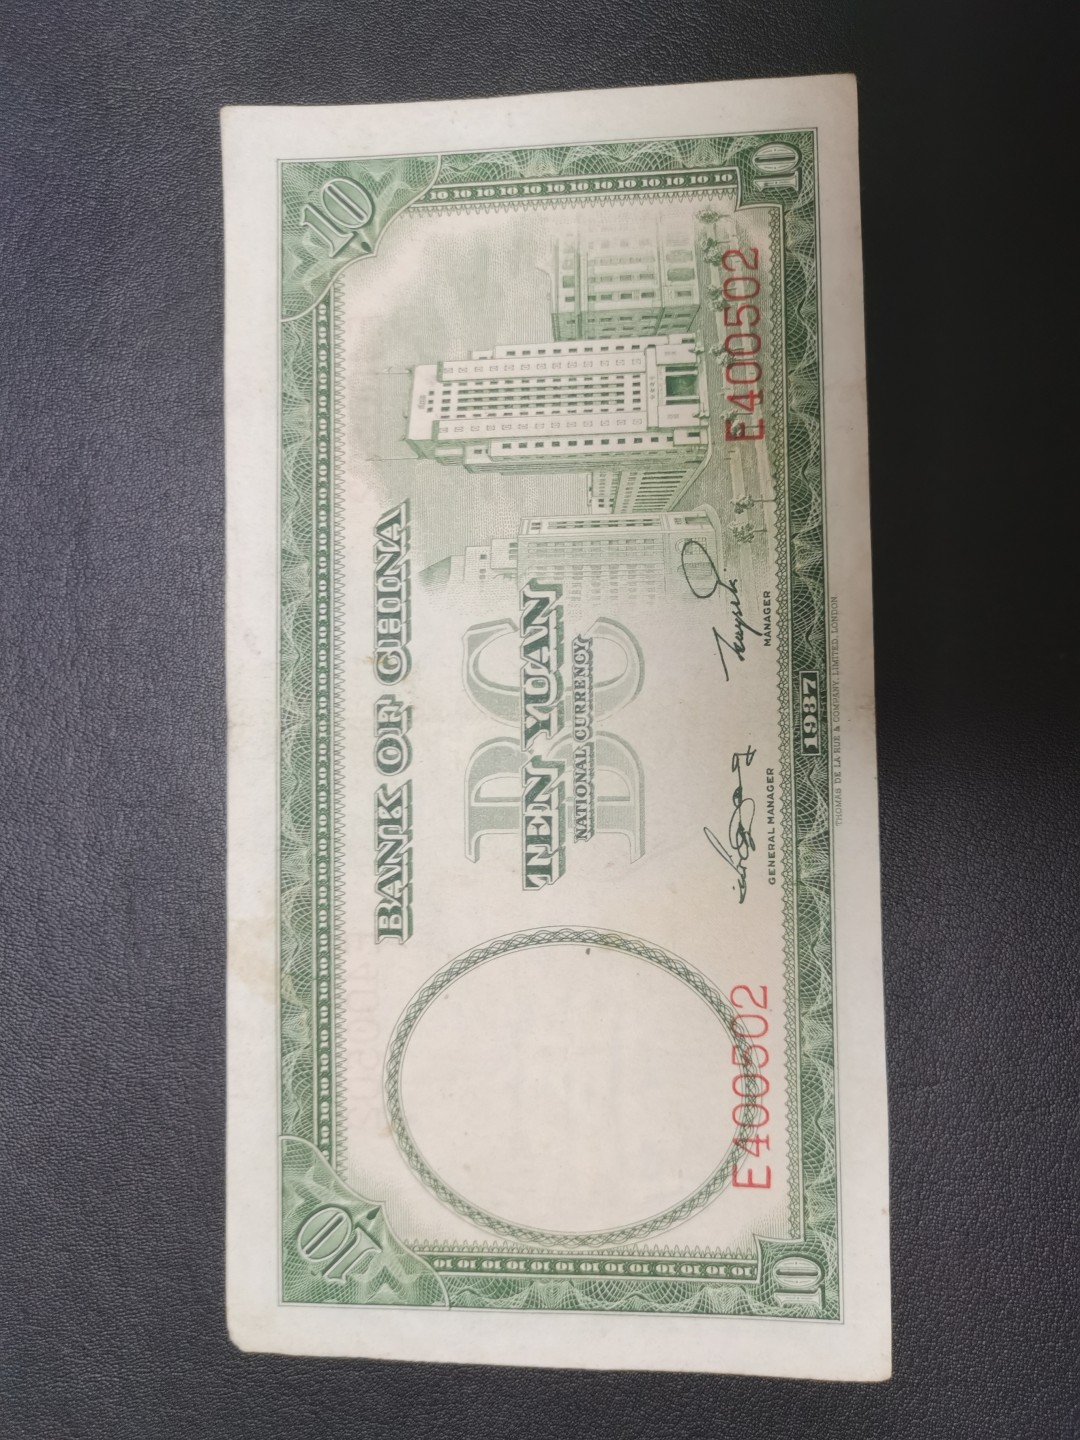 10
10
BANK OF CHINA
BC
TEN YUAN
NATIONAL CURRENCY
E400502
E400502
GENERAL MANAGER
MANAGER
10
1937
10
THOMAS DE LA RUE & COMPANY, LIMITED, LONDON.